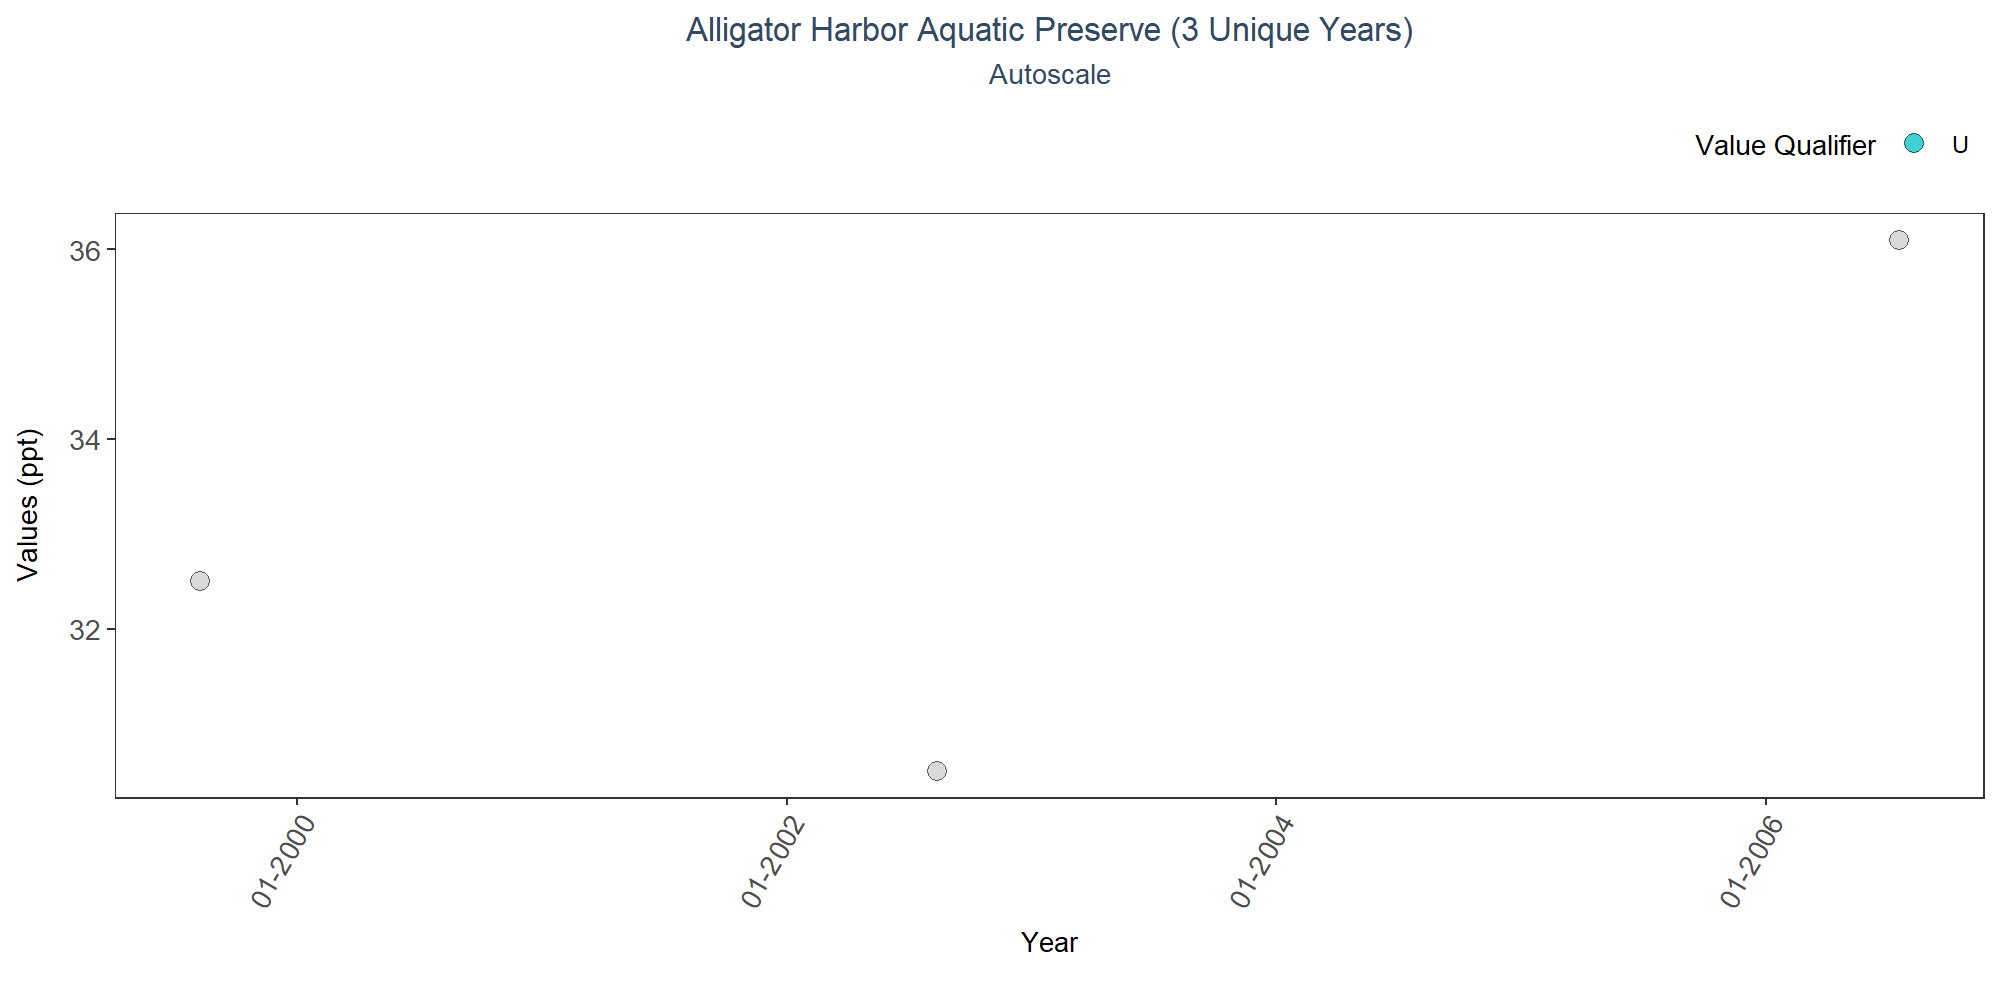 Alligator Harbor Aquatic Preserve (3 Unique Years)
Autoscale
Value Qualifier U
36
34
32
Values (ppt)
01-2000
01-2002
01-2004
01-2006
Year